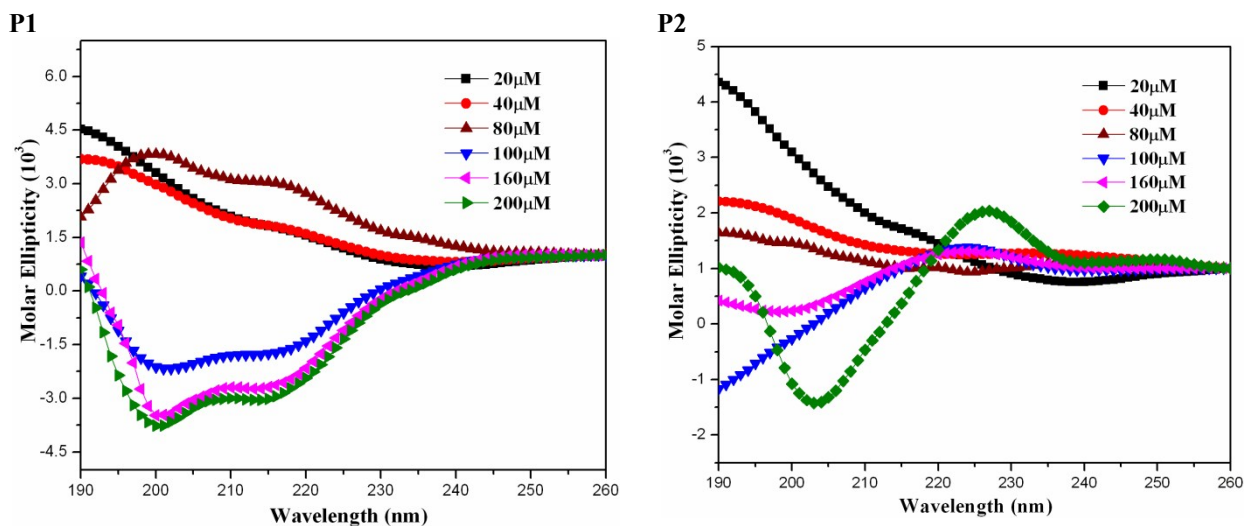 P1
Molar Ellipticity (10³)
6.0
4.5
3.0
1.5
0.0
-1.5
-3.0
-4.5
20μM
40μM
80μM
100μM
160μM
200μM
190 200 210 220 230 240 250 260
Wavelength (nm)
P2
Molar Ellipticity (10³)
5
4
3
2
1
0
-1
-2
20μM
40μM
80μM
100μM
160μM
200μM
190 200 210 220 230 240 250 260
Wavelength (nm)